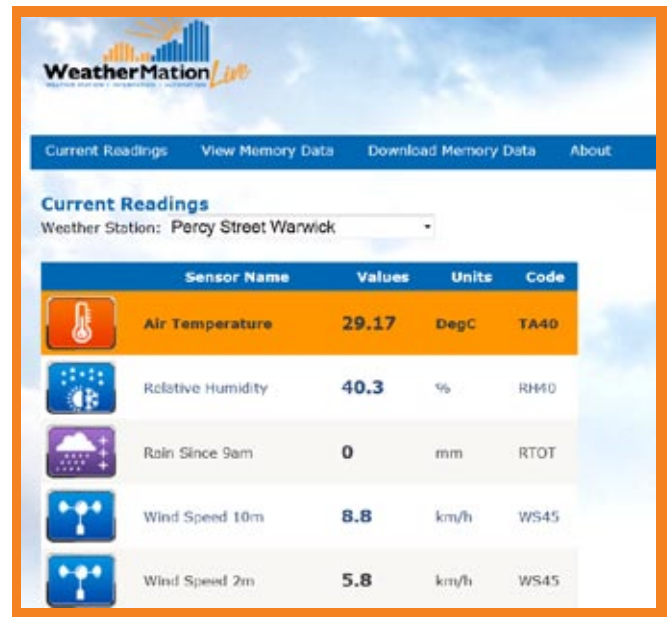 WeatherMation Live
Current Readings View Memory Data Download Memory Data About
Current Readings
Weather Station: Percy Street Warwick
Sensor Name Values Units Code
Air Temperature 29.17 DegC TA40
Relative Humidity 40.3 % RH40
Rain Since 9am 0 mm RTOT
Wind Speed 10m 8.8 km/h WS45
Wind Speed 2m 5.8 km/h WS45